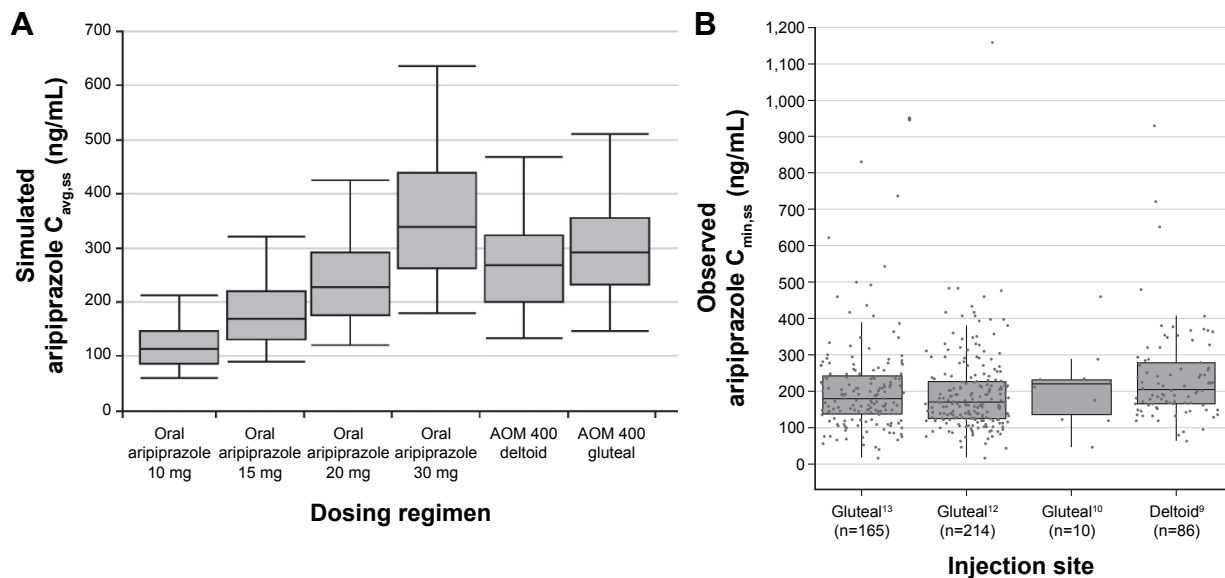 A
Simulated
aripiprazole C_avg,ss (ng/mL)
700
600
500
400
300
200
100
0
Oral
aripiprazole
10 mg
Oral
aripiprazole
15 mg
Oral
aripiprazole
20 mg
Oral
aripiprazole
30 mg
AOM 400
deltoid
AOM 400
gluteal
Dosing regimen
B
Observed
aripiprazole C_min,ss (ng/mL)
1,200
1,100
1,000
900
800
700
600
500
400
300
200
100
0
Gluteal¹³
(n=165)
Gluteal¹²
(n=214)
Gluteal¹⁰
(n=10)
Deltoid⁹
(n=86)
Injection site